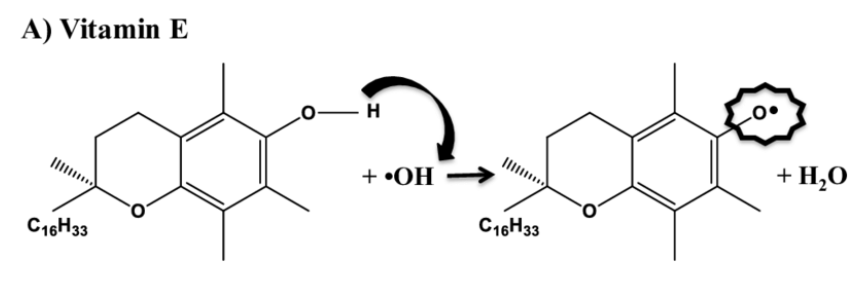 A) Vitamin E
O H O•
+ •OH + H₂O
O O
C₁₆H₃₃ C₁₆H₃₃